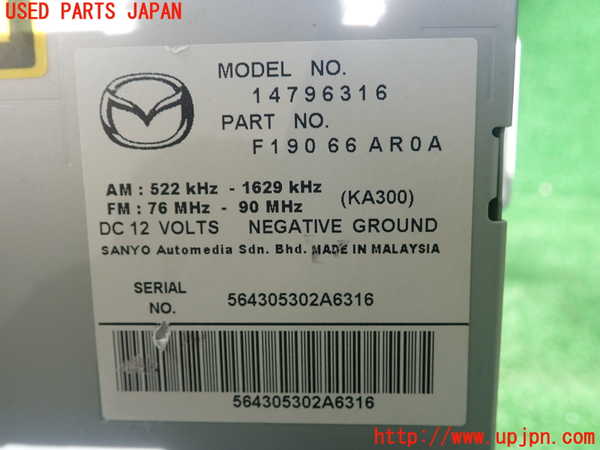 USED PARTS JAPAN
MODEL NO.
14796316
PART NO.
F190 66 AR0A
AM : 522 kHz - 1629 kHz
FM : 76 MHz - 90 MHz
(KA300)
DC 12 VOLTS NEGATIVE GROUND
SANYO Automedia Sdn. Bhd. MADE IN MALAYSIA
SERIAL
NO.
564305302A6316
564305302A6316
http://www.upjpn.com/